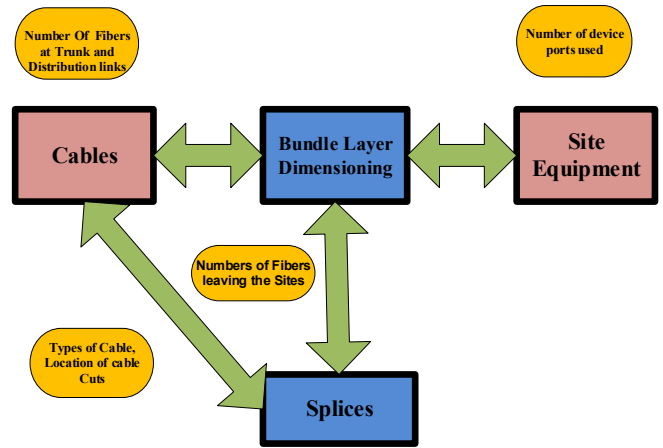 Number Of Fibers
at Trunk and
Distribution links
Number of device
ports used
Cables
Bundle Layer
Dimensioning
Site
Equipment
Numbers of Fibers
leaving the Sites
Types of Cable,
Location of cable
Cuts
Splices